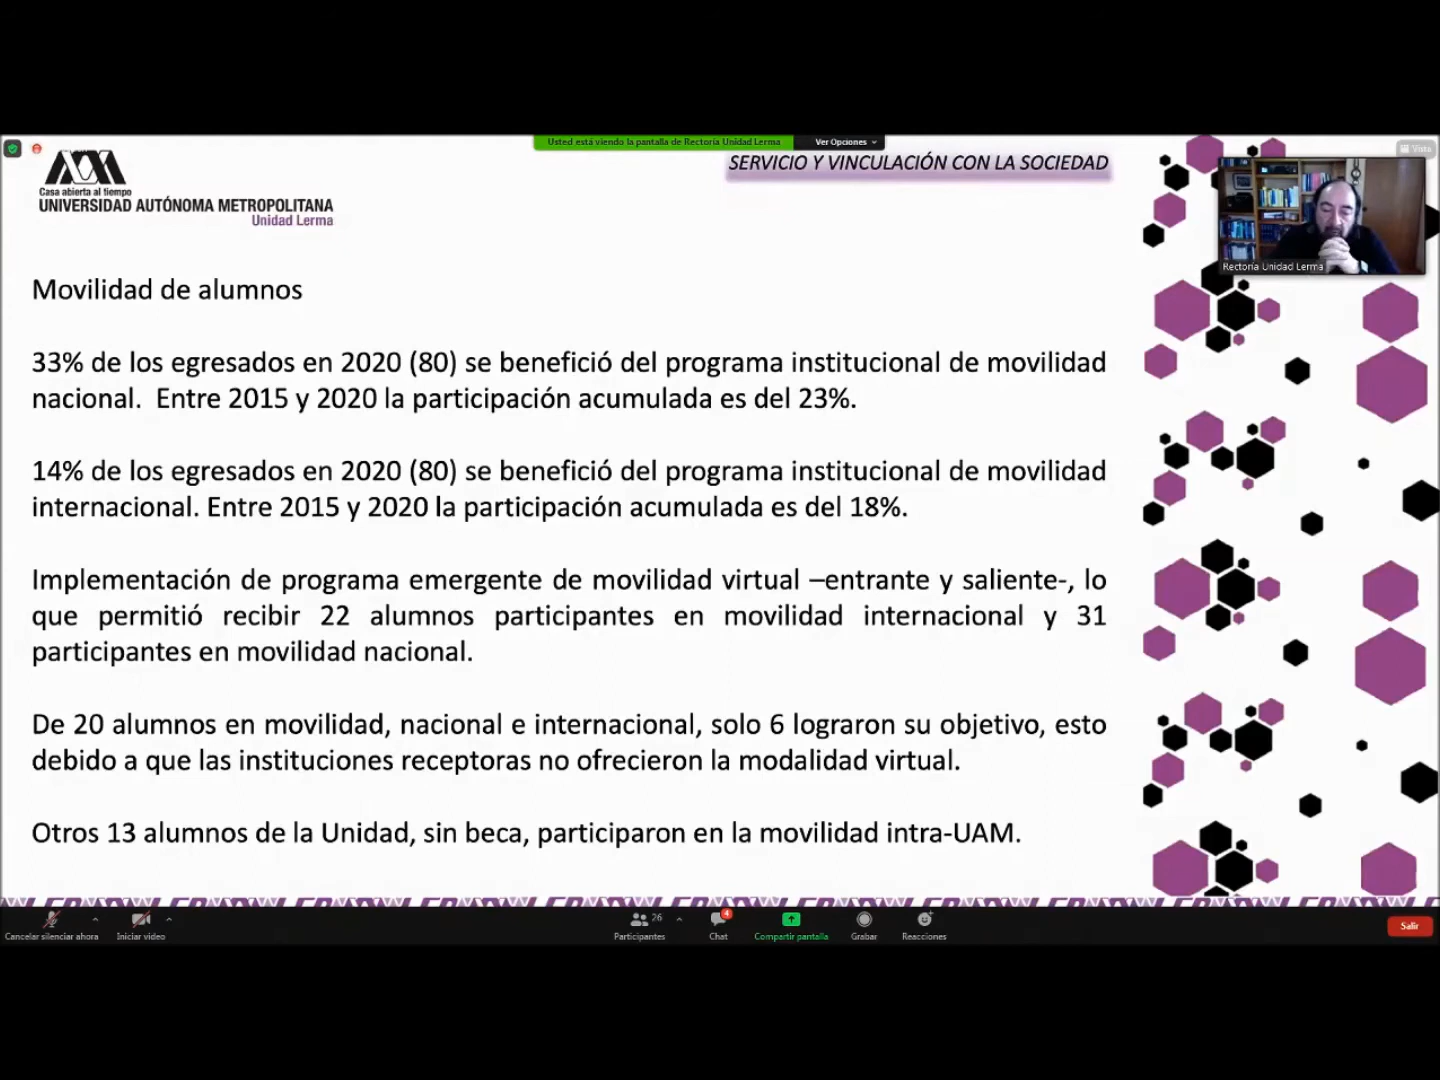 Usted está viendo la pantalla de Rectoría Unidad Lerma
Ver Opciones
Vista
SERVICIO Y VINCULACIÓN CON LA SOCIEDAD
Casa abierta al tiempo
UNIVERSIDAD AUTÓNOMA METROPOLITANA
Unidad Lerma
Rectoría Unidad Lerma
Movilidad de alumnos
33% de los egresados en 2020 (80) se benefició del programa institucional de movilidad
nacional.  Entre 2015 y 2020 la participación acumulada es del 23%.
14% de los egresados en 2020 (80) se benefició del programa institucional de movilidad
internacional. Entre 2015 y 2020 la participación acumulada es del 18%.
Implementación de programa emergente de movilidad virtual –entrante y saliente-, lo
que permitió recibir 22 alumnos participantes en movilidad internacional y 31
participantes en movilidad nacional.
De 20 alumnos en movilidad, nacional e internacional, solo 6 lograron su objetivo, esto
debido a que las instituciones receptoras no ofrecieron la modalidad virtual.
Otros 13 alumnos de la Unidad, sin beca, participaron en la movilidad intra-UAM.
26
4
Cancelar silenciar ahora
Iniciar video
Participantes
Chat
Compartir pantalla
Grabar
Reacciones
Salir